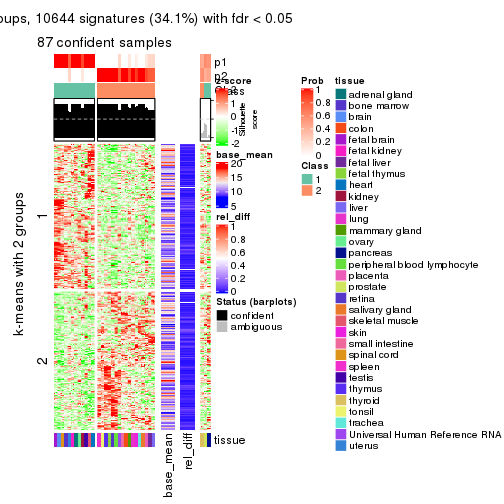 oups, 10644 signatures (34.1%) with fdr < 0.05
87 confident samples
p1
p2
Class
k-means with 2 groups
1
2
Silhouette
score
z-score
2
1
0
-1
-2
base_mean
20
15
10
5
rel_diff
1
0.8
0.6
0.4
0.2
0
Status (barplots)
confident
ambiguous
Prob
1
0.8
0.6
0.4
0.2
0
Class
1
2
tissue
adrenal gland
bone marrow
brain
colon
fetal brain
fetal kidney
fetal liver
fetal thymus
heart
kidney
liver
lung
mammary gland
ovary
pancreas
peripheral blood lymphocyte
placenta
prostate
retina
salivary gland
skeletal muscle
skin
small intestine
spinal cord
spleen
testis
thymus
thyroid
tonsil
trachea
Universal Human Reference RNA
uterus
tissue
base_mean
rel_diff